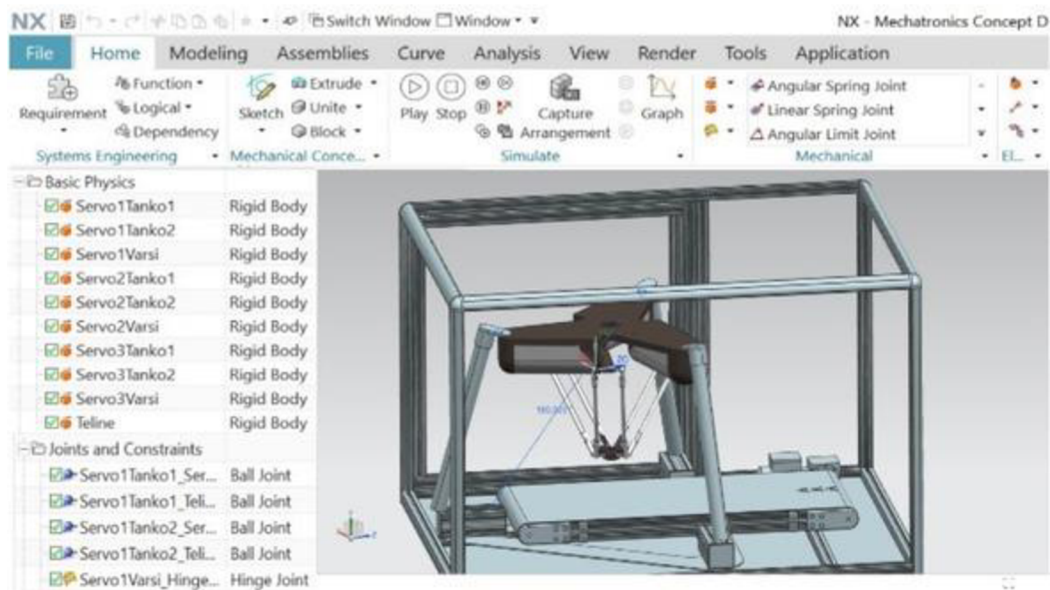 NX Switch Window Window NX - Mechatronics Concept D
File Home Modeling Assemblies Curve Analysis View Render Tools Application
Requirement
Function
Logical
Dependency
Systems Engineering
Sketch
Extrude
Unite
Block
Mechanical Conce...
Play Stop
Capture
Arrangement
Graph
Simulate
Angular Spring Joint
Linear Spring Joint
Angular Limit Joint
Mechanical
El...
Basic Physics
Servo1Tanko1 Rigid Body
Servo1Tanko2 Rigid Body
Servo1Varsi Rigid Body
Servo2Tanko1 Rigid Body
Servo2Tanko2 Rigid Body
Servo2Varsi Rigid Body
Servo3Tanko1 Rigid Body
Servo3Tanko2 Rigid Body
Servo3Varsi Rigid Body
Teline Rigid Body
Joints and Constraints
Servo1Tanko1_Ser... Ball Joint
Servo1Tanko1_Teli... Ball Joint
Servo1Tanko2_Ser... Ball Joint
Servo1Tanko2_Teli... Ball Joint
Servo1Varsi_Hinge... Hinge Joint